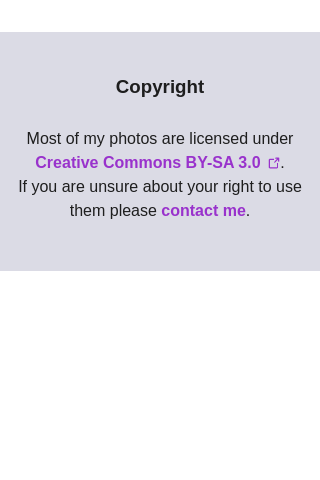 Copyright
Most of my photos are licensed under
Creative Commons BY-SA 3.0 .
If you are unsure about your right to use
them please contact me.